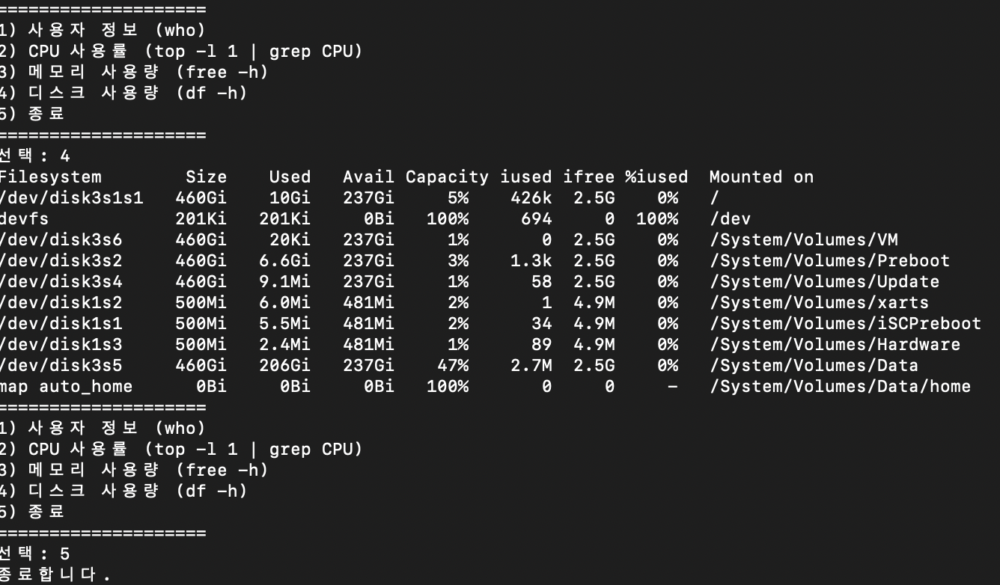 ====================
1) 사용자 정보 (who)
2) CPU 사용률 (top -l 1 | grep CPU)
3) 메모리 사용량 (free -h)
4) 디스크 사용량 (df -h)
5) 종료
====================
선택: 4
Filesystem Size Used Avail Capacity iused ifree %iused Mounted on
/dev/disk3s1s1 460Gi 10Gi 237Gi 5% 426k 2.5G 0% /
devfs 201Ki 201Ki 0Bi 100% 694 0 100% /dev
/dev/disk3s6 460Gi 20Ki 237Gi 1% 0 2.5G 0% /System/Volumes/VM
/dev/disk3s2 460Gi 6.6Gi 237Gi 3% 1.3k 2.5G 0% /System/Volumes/Preboot
/dev/disk3s4 460Gi 9.1Mi 237Gi 1% 58 2.5G 0% /System/Volumes/Update
/dev/disk1s2 500Mi 6.0Mi 481Mi 2% 1 4.9M 0% /System/Volumes/xarts
/dev/disk1s1 500Mi 5.5Mi 481Mi 2% 34 4.9M 0% /System/Volumes/iSCPreboot
/dev/disk1s3 500Mi 2.4Mi 481Mi 1% 89 4.9M 0% /System/Volumes/Hardware
/dev/disk3s5 460Gi 206Gi 237Gi 47% 2.7M 2.5G 0% /System/Volumes/Data
map auto_home 0Bi 0Bi 0Bi 100% 0 0 - /System/Volumes/Data/home
====================
1) 사용자 정보 (who)
2) CPU 사용률 (top -l 1 | grep CPU)
3) 메모리 사용량 (free -h)
4) 디스크 사용량 (df -h)
5) 종료
====================
선택: 5
종료합니다.